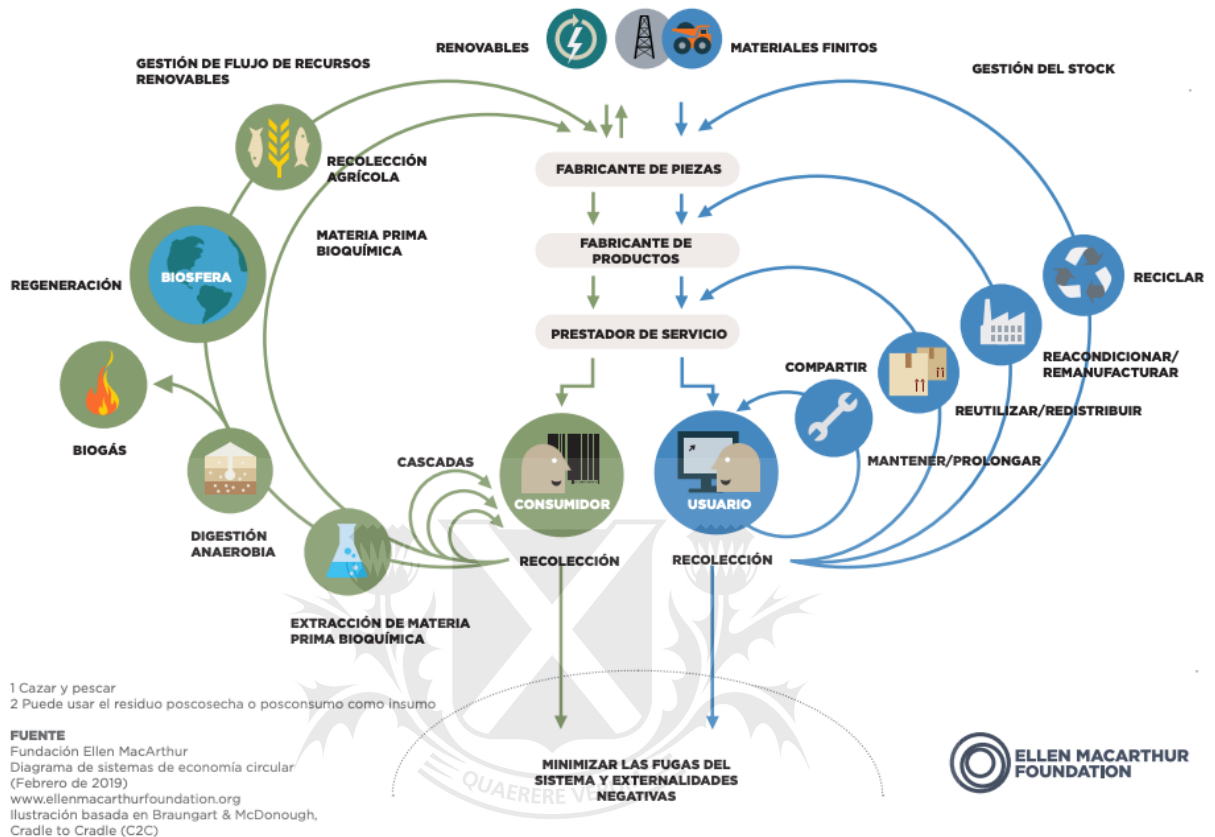 RENOVABLES
MATERIALES FINITOS
GESTIÓN DE FLUJO DE RECURSOS
RENOVABLES
GESTIÓN DEL STOCK
RECOLECCIÓN
AGRÍCOLA
FABRICANTE DE PIEZAS
MATERIA PRIMA
BIOQUÍMICA
FABRICANTE DE
PRODUCTOS
REGENERACIÓN
BIOSFERA
RECICLAR
PRESTADOR DE SERVICIO
REACONDICIONAR/
REMANUFACTURAR
COMPARTIR
REUTILIZAR/REDISTRIBUIR
BIOGÁS
CASCADAS
MANTENER/PROLONGAR
CONSUMIDOR
USUARIO
DIGESTIÓN
ANAEROBIA
RECOLECCIÓN
RECOLECCIÓN
EXTRACCIÓN DE MATERIA
PRIMA BIOQUÍMICA
1 Cazar y pescar
2 Puede usar el residuo poscosecha o posconsumo como insumo
FUENTE
Fundación Ellen MacArthur
Diagrama de sistemas de economía circular
(Febrero de 2019)
www.ellenmacarthurfoundation.org
Ilustración basada en Braungart & McDonough,
Cradle to Cradle (C2C)
MINIMIZAR LAS FUGAS DEL
SISTEMA Y EXTERNALIDADES
NEGATIVAS
QUAERERE
ELLEN MACARTHUR
FOUNDATION